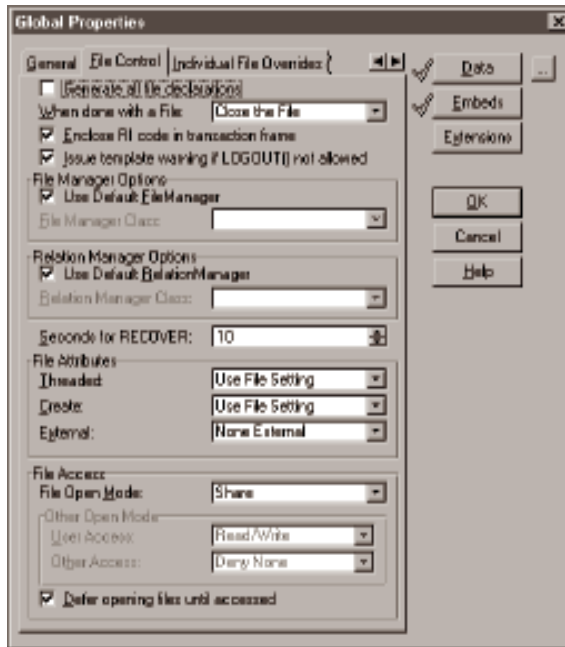 Global Properties
General File Control Individual File Overrides
Generate all file declarations
When done with a File: Close the File
Enclose RI code in transaction frame
Issue template warning if LOGOUT() not allowed
File Manager Options
Use Default FileManager
File Manager Class:
Relation Manager Options
Use Default RelationManager
Relation Manager Class:
Seconds for RECOVER: 10
File Attributes
Threaded: Use File Setting
Create: Use File Setting
External: None External
File Access
File Open Mode: Share
Other Open Mode
User Access: Read/Write
Other Access: Deny None
Defer opening files until accessed
Data ...
Embeds
Extensions
OK
Cancel
Help